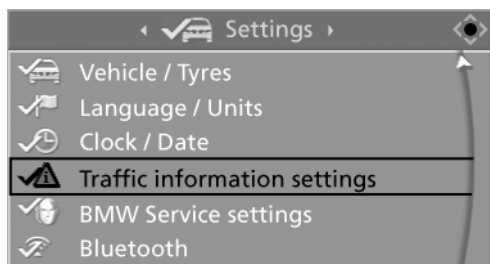 Settings
Vehicle / Tyres
Language / Units
Clock / Date
Traffic information settings
BMW Service settings
Bluetooth